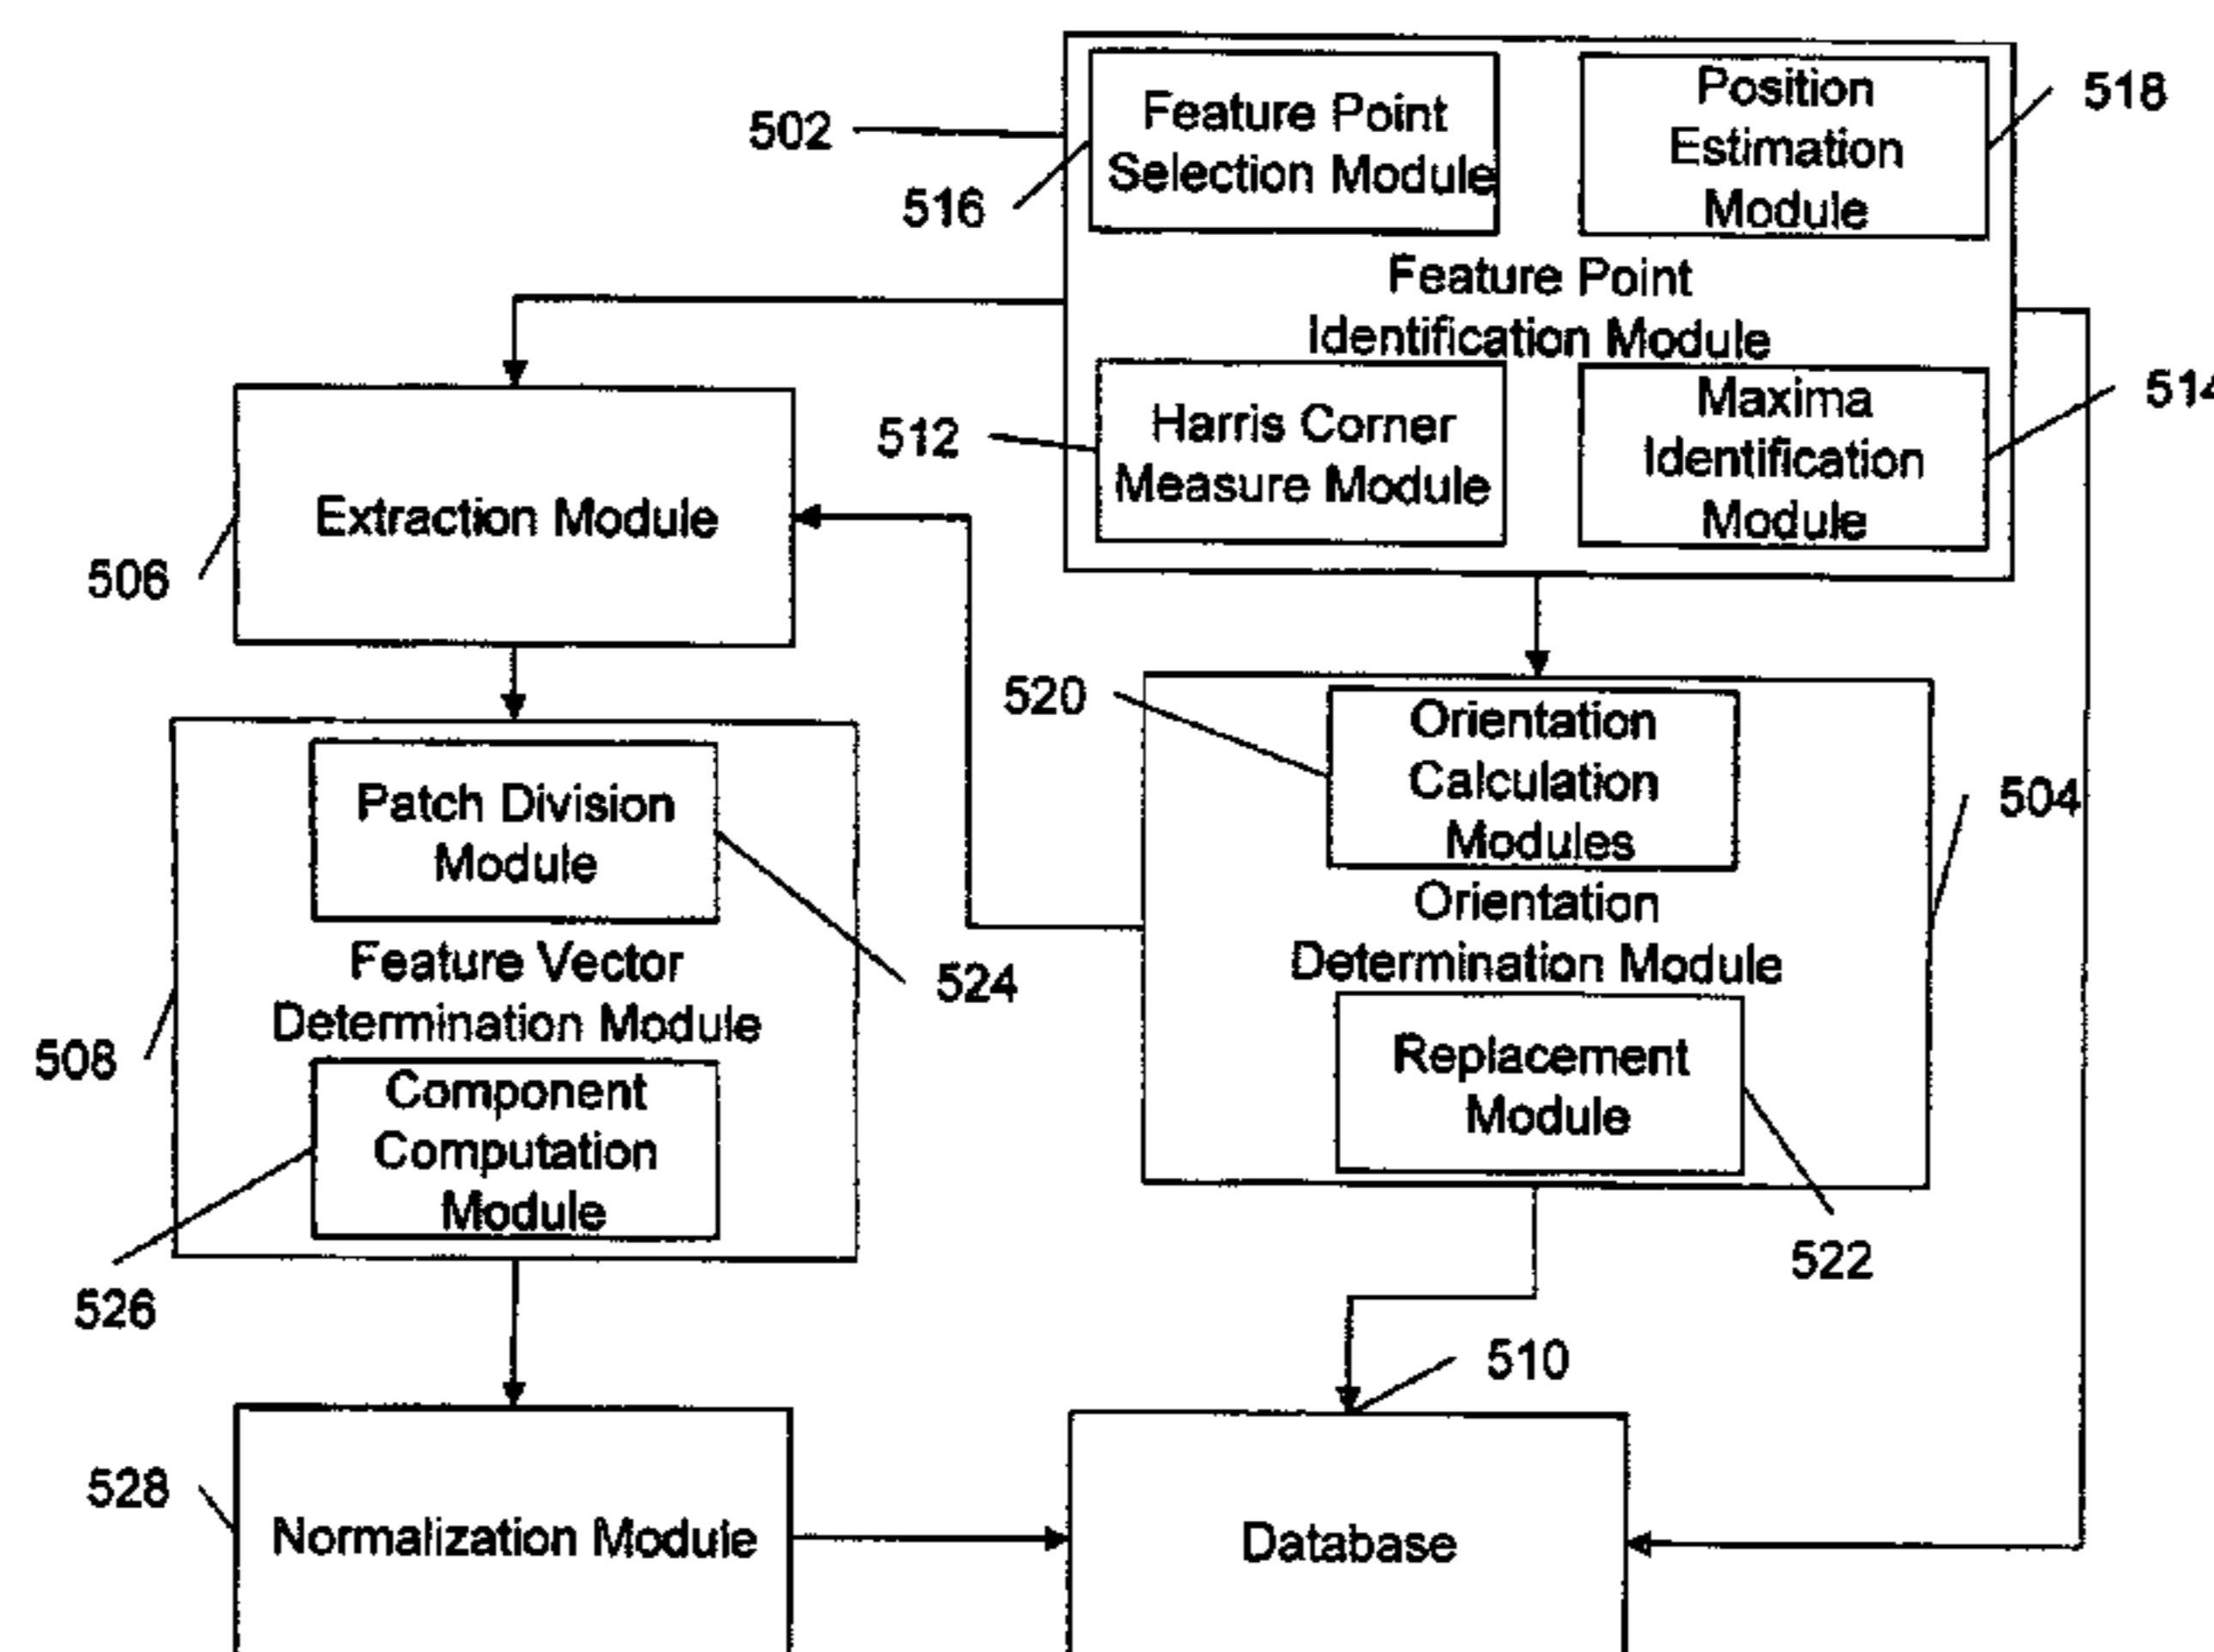 Feature Point
Selection Module
Position
Estimation
Module
518
502
516
Feature Point
Identification Module
Harris Corner
Measure Module
512
Maxima
Identification
Module
514
Extraction Module
506
520
Orientation
Calculation
Modules
504
Orientation
Determination Module
Replacement
Module
522
Patch Division
Module
524
Feature Vector
Determination Module
508
Component
Computation
Module
526
510
528
Normalization Module
Database